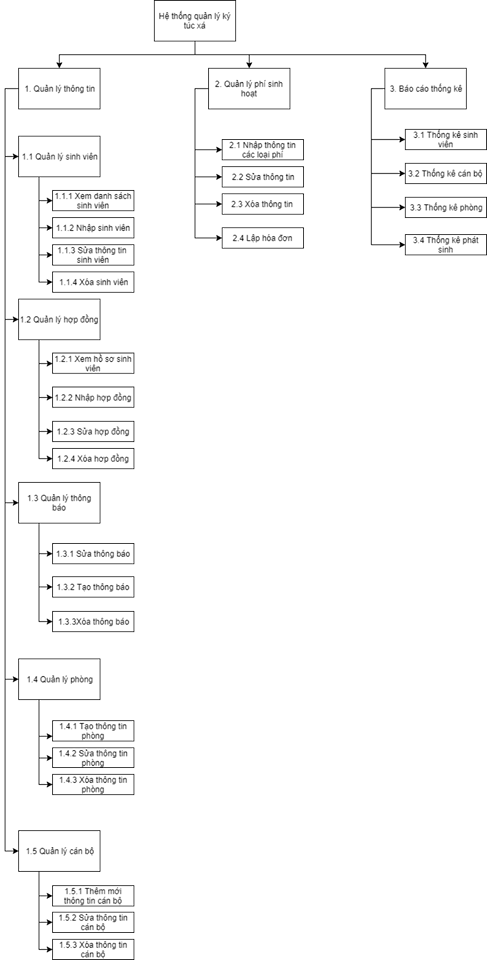 Hệ thống quản lý ký
túc xá
1. Quản lý thông tin
2. Quản lý phí sinh
hoạt
3. Báo cáo thống kê
1.1 Quản lý sinh viên
1.1.1 Xem danh sách
sinh viên
1.1.2 Nhập sinh viên
1.1.3 Sửa thông tin
sinh viên
1.1.4 Xóa sinh viên
1.2 Quản lý hợp đồng
1.2.1 Xem hồ sơ sinh
viên
1.2.2 Nhập hợp đồng
1.2.3 Sửa hợp đồng
1.2.4 Xóa hợp đồng
1.3 Quản lý thông
báo
1.3.1 Sửa thông báo
1.3.2 Tạo thông báo
1.3.3Xóa thông báo
1.4 Quản lý phòng
1.4.1 Tạo thông tin
phòng
1.4.2 Sửa thông tin
phòng
1.4.3 Xóa thông tin
phòng
1.5 Quản lý cán bộ
1.5.1 Thêm mới
thông tin cán bộ
1.5.2 Sửa thông tin
cán bộ
1.5.3 Xóa thông tin
cán bộ
2.1 Nhập thông tin
các loại phí
2.2 Sửa thông tin
2.3 Xóa thông tin
2.4 Lập hóa đơn
3.1 Thống kê sinh
viên
3.2 Thống kê cán bộ
3.3 Thống kê phòng
3.4 Thống kê phát
sinh